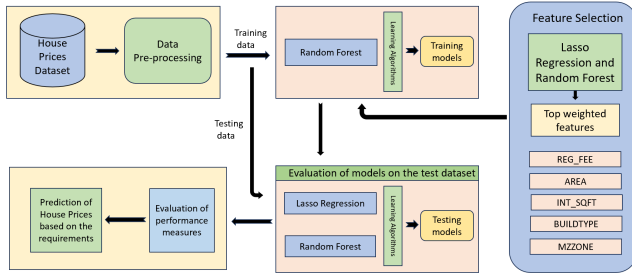 House
Prices
Dataset
Data
Pre-processing
Training
data
Testing
data
Random Forest
Learning Algorithms
Training
models
Feature Selection
Lasso
Regression and
Random Forest
Top weighted
features
REG_FEE
AREA
INT_SQFT
BUILDTYPE
MZZONE
Evaluation of models on the test dataset
Lasso Regression
Random Forest
Learning Algorithms
Testing
models
Evaluation of
performance
measures
Prediction of
House Prices
based on the
requirements